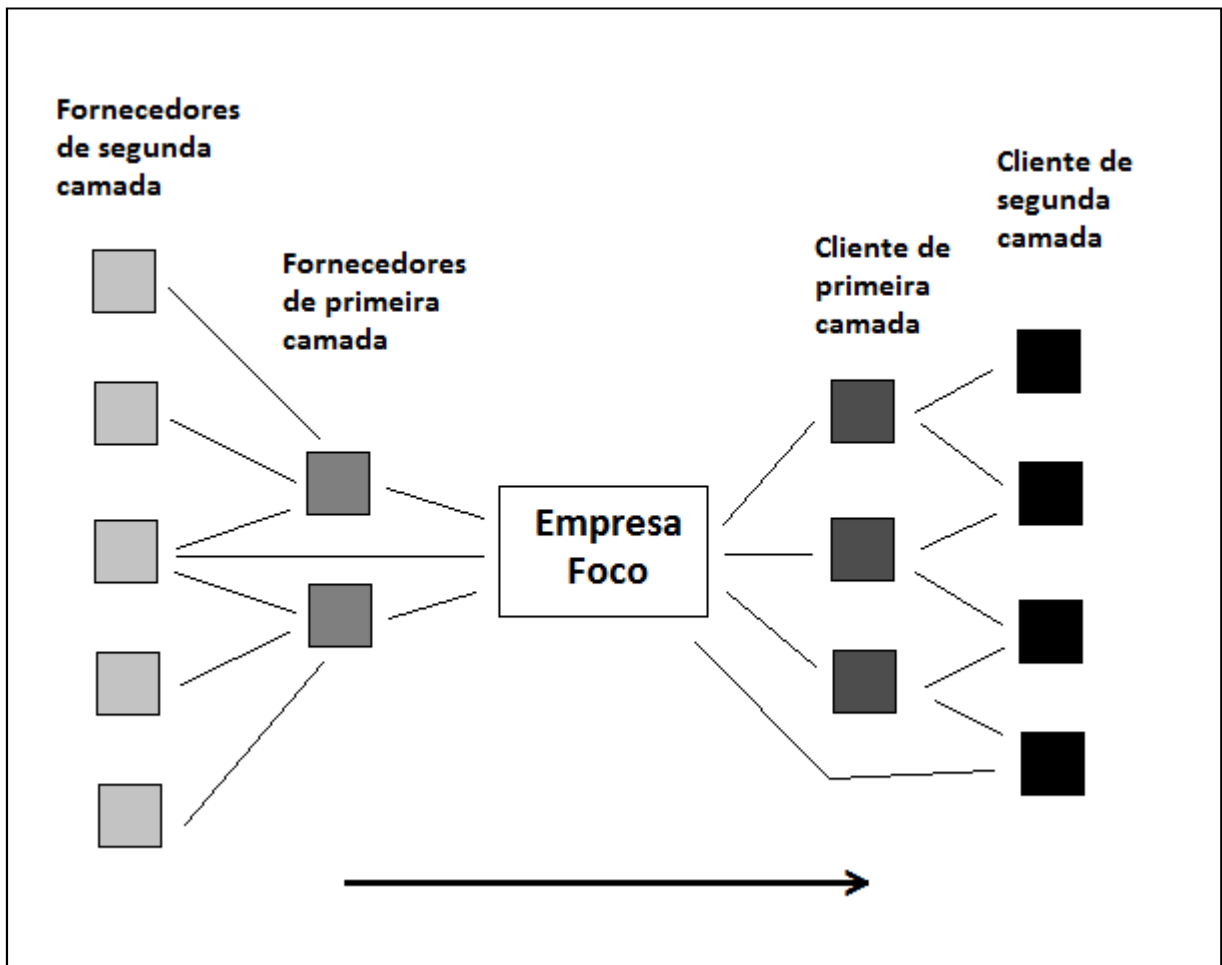 Fornecedores
de segunda
camada
Fornecedores
de primeira
camada
Empresa
Foco
Cliente de
primeira
camada
Cliente de
segunda
camada